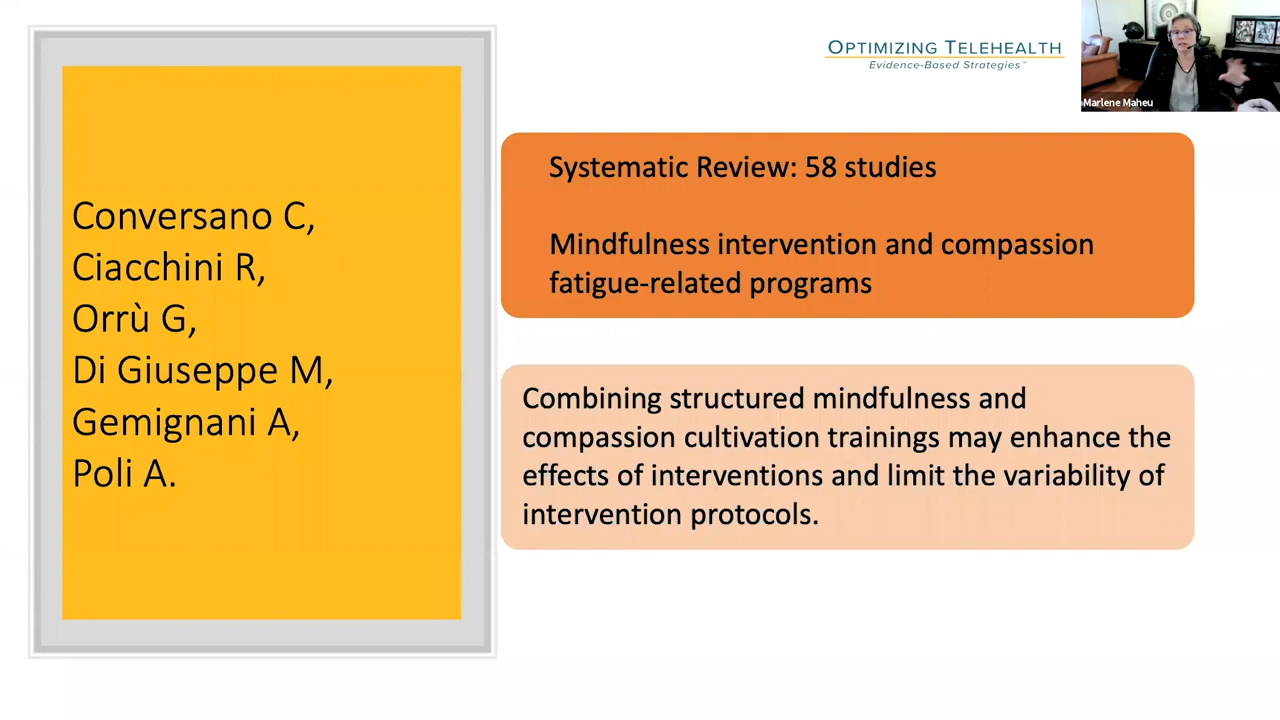 OPTIMIZING TELEHEALTH
Evidence-Based Strategies™
Marlene Maheu
Conversano C,
Ciacchini R,
Orrù G,
Di Giuseppe M,
Gemignani A,
Poli A.
Systematic Review: 58 studies
Mindfulness intervention and compassion
fatigue-related programs
Combining structured mindfulness and
compassion cultivation trainings may enhance the
effects of interventions and limit the variability of
intervention protocols.